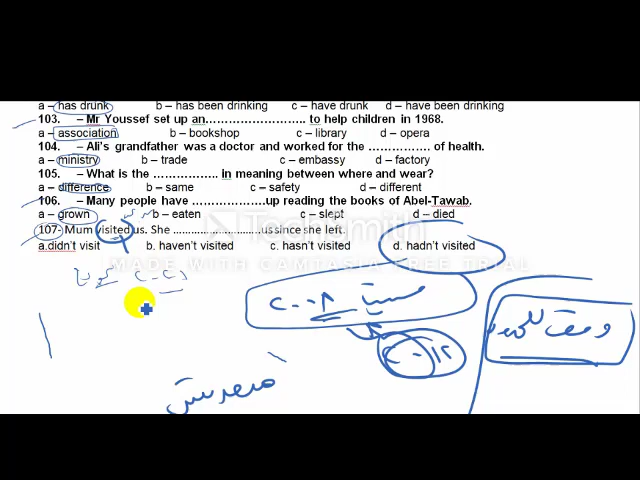 a – has drunk b – has been drinking c – have drunk d – have been drinking
103. – Mr Youssef set up an.......................... to help children in 1968.
a – association b – bookshop c – library d – opera
104. – Ali's grandfather was a doctor and worked for the ................ of health.
a – ministry b – trade c – embassy d – factory
105. – What is the ................. in meaning between where and wear?
a – difference b – same c – safety d – different
106. – Many people have ....................up reading the books of Abel-Tawab.
a – grown b – eaten c – slept d – died
107- Mum visited us. She .............................us since she left.
a.didn't visit b. haven't visited c. hasn't visited d. hadn't visited
TechSmith
MADE WITH CAMTASIA FREE TRIAL
٢٠٠٨
٢٠١٢